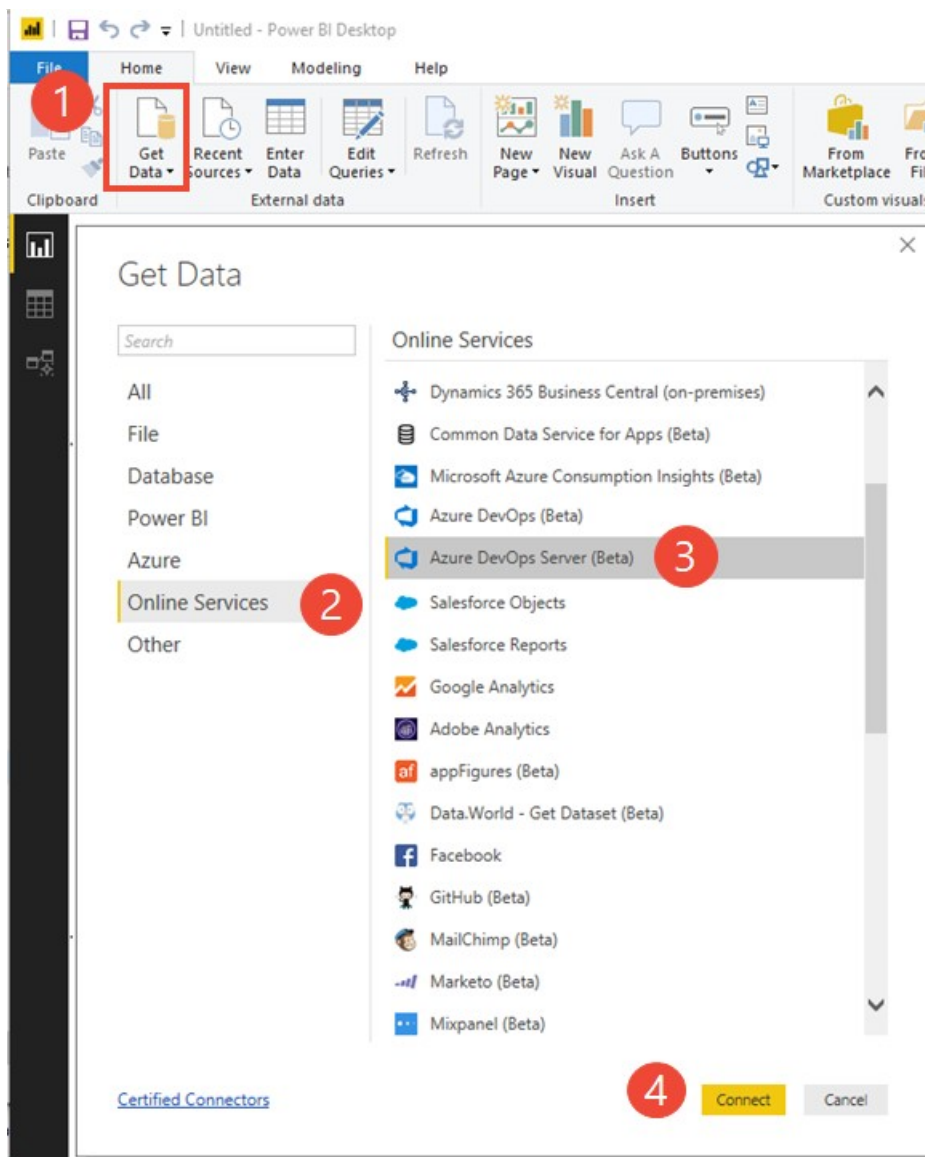 Untitled - Power BI Desktop
File Home View Modeling Help
1
Paste
Get Data
Recent Sources
Enter Data
Edit Queries
Refresh
New Page
New Visual
Ask A Question
Buttons
From Marketplace
Clipboard External data Insert Custom visuals
Get Data
Search
All
File
Database
Power BI
Azure
Online Services 2
Other
Online Services
Dynamics 365 Business Central (on-premises)
Common Data Service for Apps (Beta)
Microsoft Azure Consumption Insights (Beta)
Azure DevOps (Beta)
Azure DevOps Server (Beta) 3
Salesforce Objects
Salesforce Reports
Google Analytics
Adobe Analytics
af appFigures (Beta)
Data.World - Get Dataset (Beta)
Facebook
GitHub (Beta)
MailChimp (Beta)
Marketo (Beta)
Mixpanel (Beta)
Certified Connectors 4 Connect Cancel